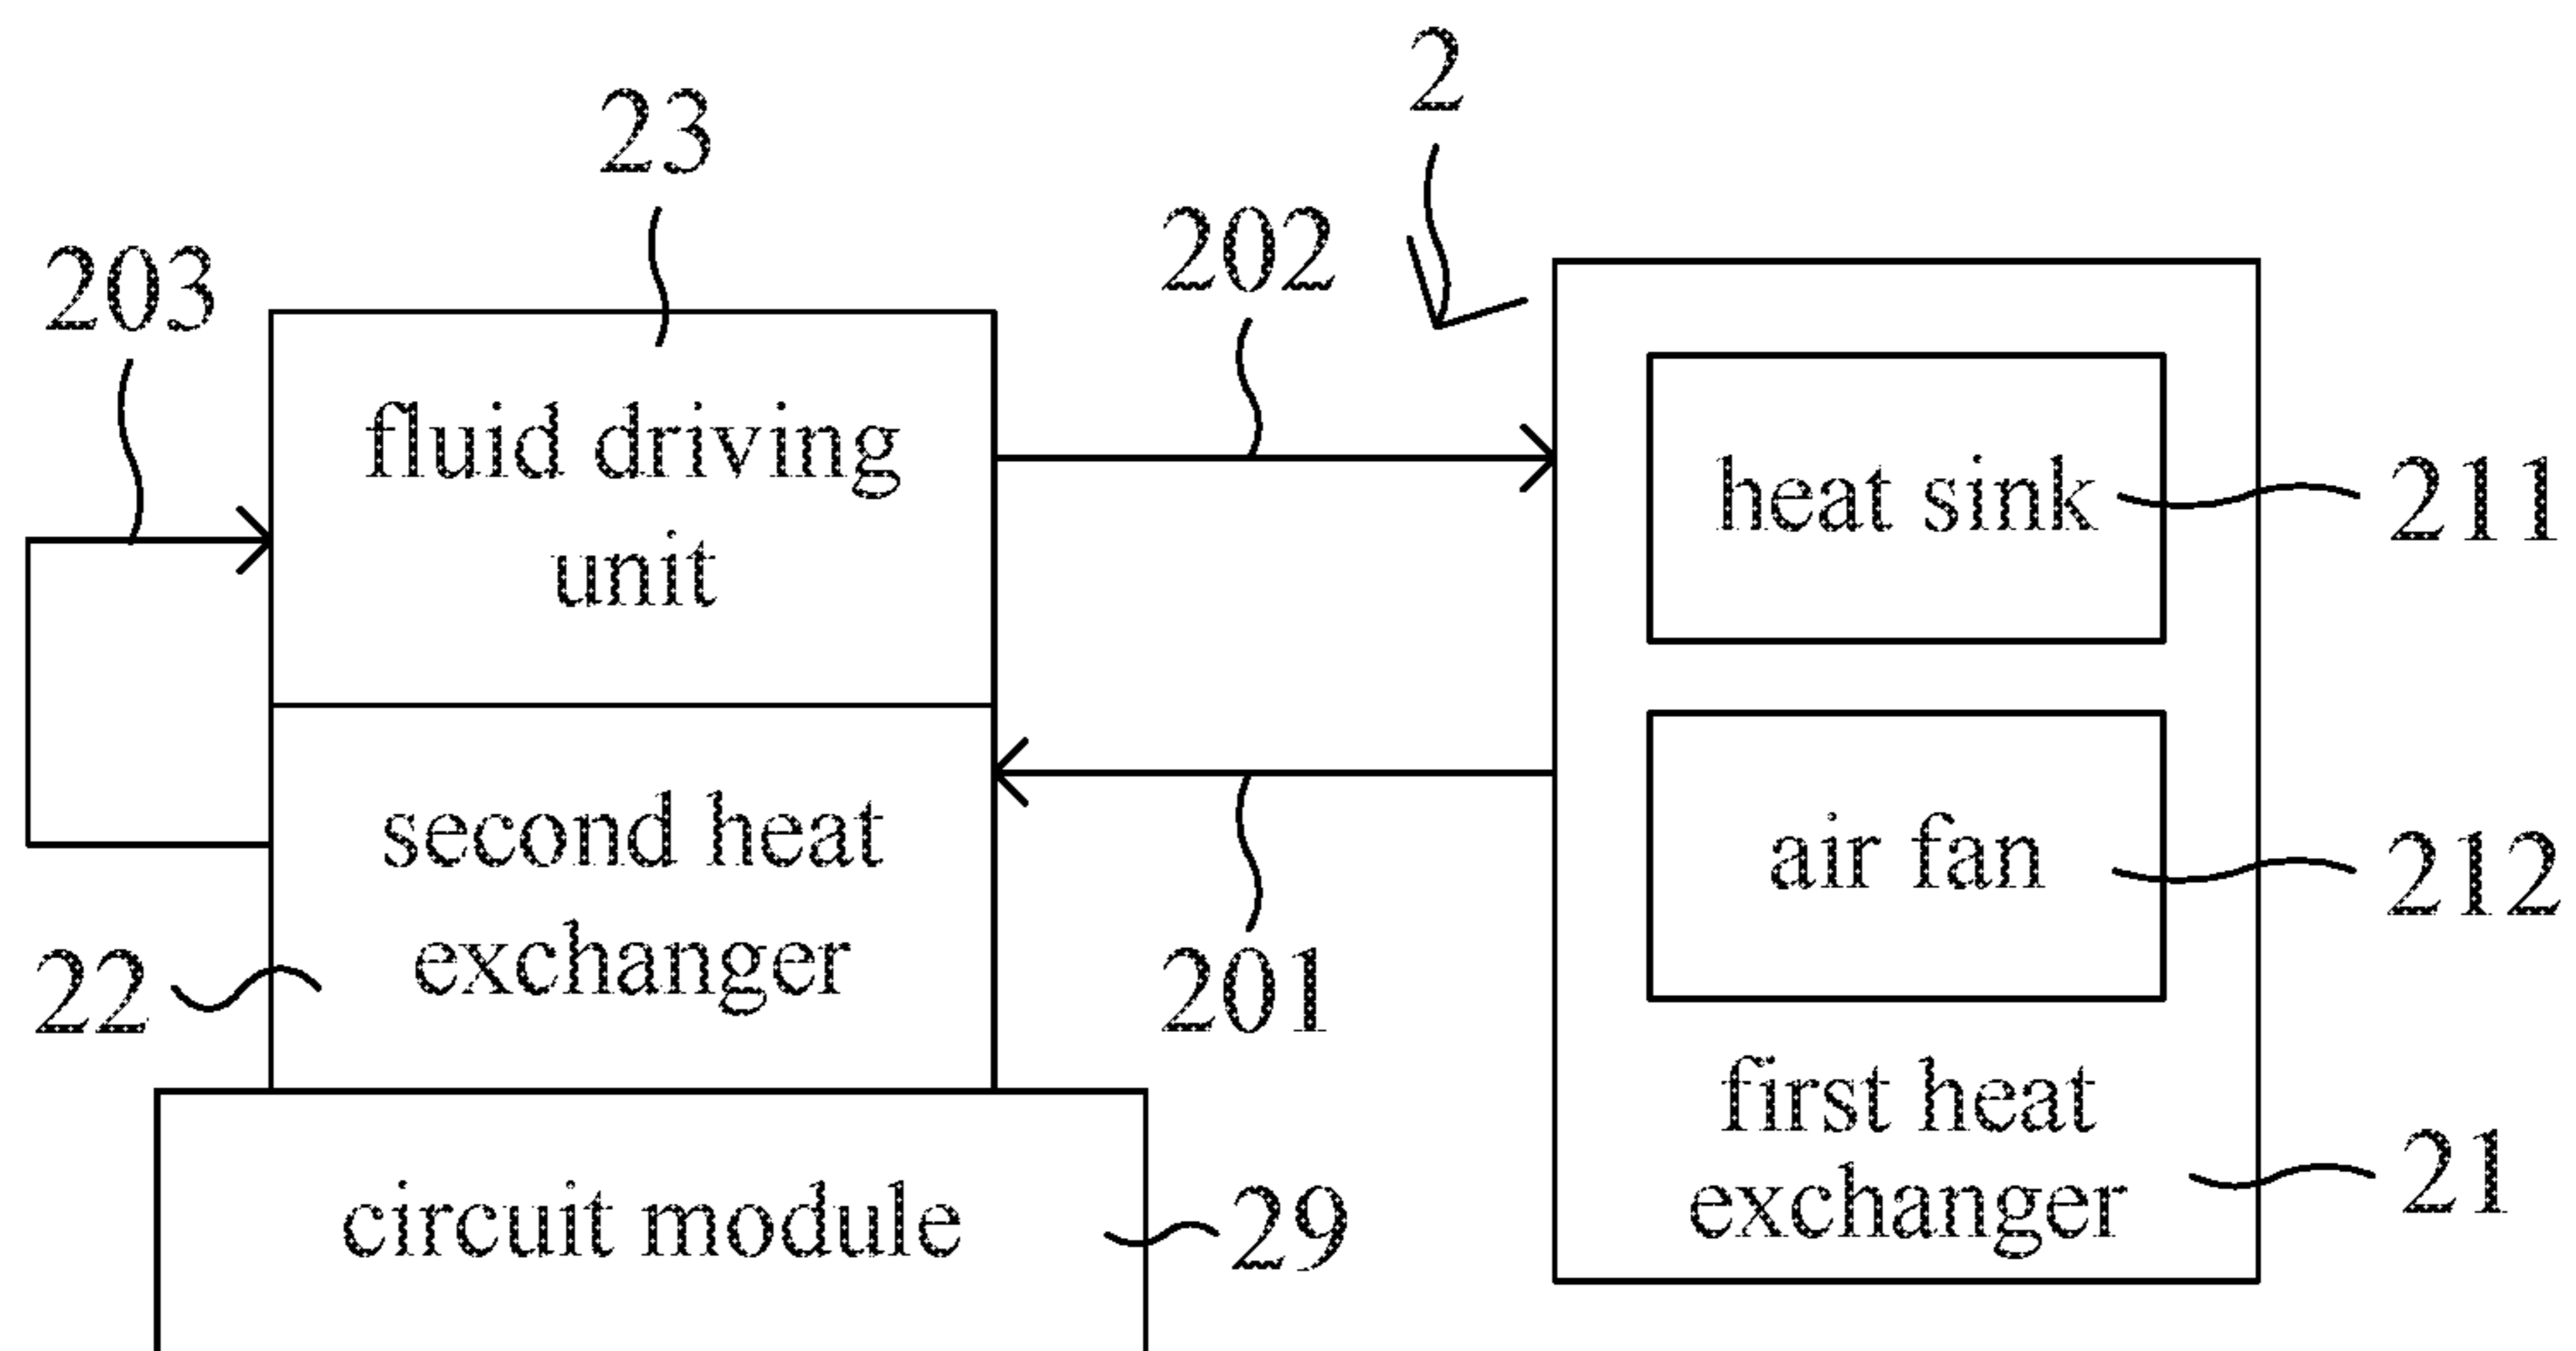 2
23
202
203
fluid driving
unit
heat sink
211
second heat
exchanger
air fan
212
22
201
first heat
exchanger
21
circuit module
29